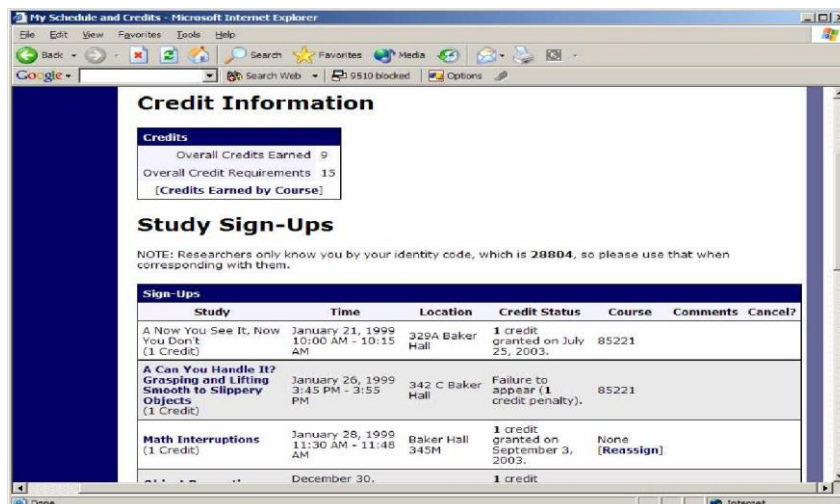 My Schedule and Credits - Microsoft Internet Explorer
File Edit View Favorites Tools Help
Back Search Favorites Media
Google Search Web 9510 blocked Options
Credit Information
Credits
Overall Credits Earned 9
Overall Credit Requirements 15
[Credits Earned by Course]
Study Sign-Ups
NOTE: Researchers only know you by your identity code, which is 28804, so please use that when
corresponding with them.
Sign-Ups
Study Time Location Credit Status Course Comments Cancel?
A Now You See It, Now
You Don't
(1 Credit)
January 21, 1999
10:00 AM - 10:15
AM
329A Baker
Hall
1 credit
granted on July
25, 2003.
85221
A Can You Handle It?
Grasping and Lifting
Smooth to Slippery
Objects
(1 Credit)
January 26, 1999
3:45 PM - 3:55
PM
342 C Baker
Hall
Failure to
appear (1
credit penalty).
85221
Math Interruptions
(1 Credit)
January 28, 1999
11:30 AM - 11:48
AM
Baker Hall
345M
1 credit
granted on
September 3,
2003.
None
[Reassign]
December 30,
1 credit
Done Internet